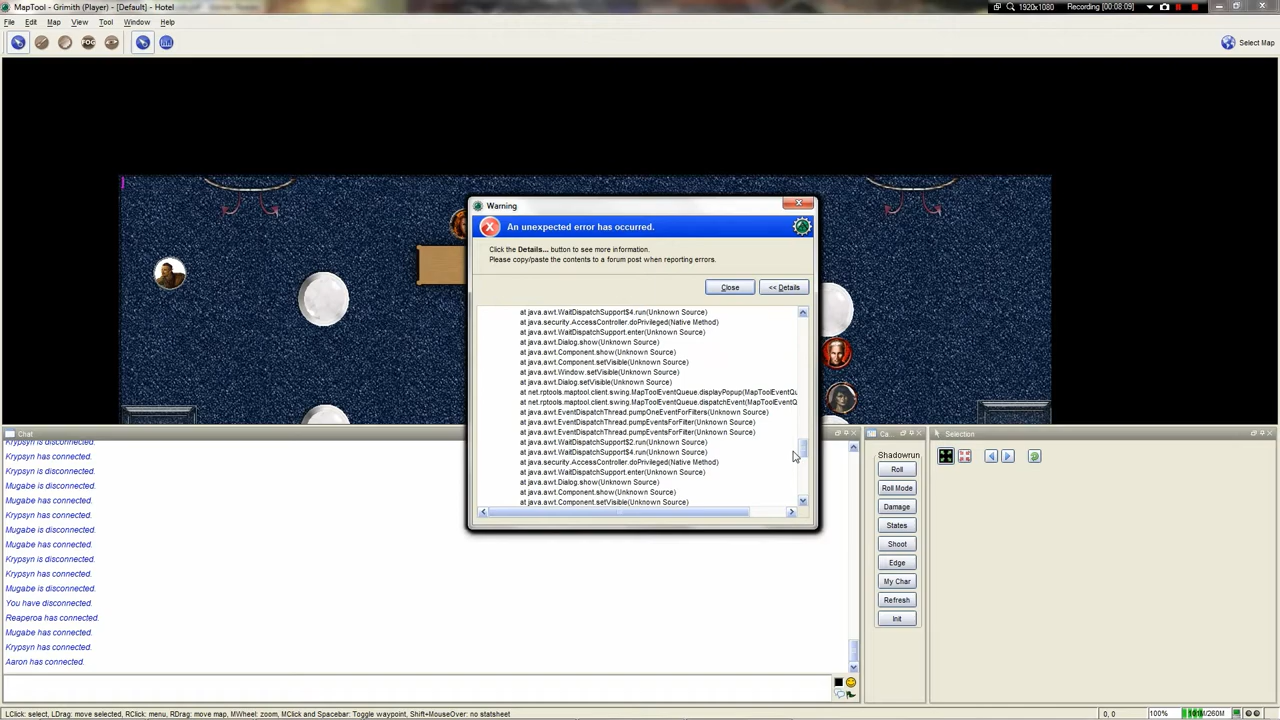 MapTool - Grimith (Player) - [Default] - Hotel
1920x1080
Recording [00:08:09]
File Edit Map View Tool Window Help
FOG
Select Map
Warning
An unexpected error has occurred.
Click the Details... button to see more information.
Please copy/paste the contents to a forum post when reporting errors.
Close
<< Details
at java.awt.WaitDispatchSupport$4.run(Unknown Source)
at java.security.AccessController.doPrivileged(Native Method)
at java.awt.WaitDispatchSupport.enter(Unknown Source)
at java.awt.Dialog.show(Unknown Source)
at java.awt.Component.show(Unknown Source)
at java.awt.Component.setVisible(Unknown Source)
at java.awt.Window.setVisible(Unknown Source)
at java.awt.Dialog.setVisible(Unknown Source)
at net.rptools.maptool.client.swing.MapToolEventQueue.displayPopup(MapToolEventQu
at net.rptools.maptool.client.swing.MapToolEventQueue.dispatchEvent(MapToolEventQ
at java.awt.EventDispatchThread.pumpOneEventForFilters(Unknown Source)
at java.awt.EventDispatchThread.pumpEventsForFilter(Unknown Source)
at java.awt.EventDispatchThread.pumpEventsForFilter(Unknown Source)
at java.awt.WaitDispatchSupport$2.run(Unknown Source)
at java.awt.WaitDispatchSupport$4.run(Unknown Source)
at java.security.AccessController.doPrivileged(Native Method)
at java.awt.WaitDispatchSupport.enter(Unknown Source)
at java.awt.Dialog.show(Unknown Source)
at java.awt.Component.show(Unknown Source)
at java.awt.Component.setVisible(Unknown Source)
Chat
Krypsyn is disconnected.
Krypsyn has connected.
Krypsyn is disconnected.
Mugabe is disconnected.
Mugabe has connected.
Krypsyn has connected.
Mugabe is disconnected.
Mugabe has connected.
Krypsyn is disconnected.
Krypsyn has connected.
Mugabe is disconnected.
You have disconnected.
Reaperoa has connected.
Mugabe has connected.
Krypsyn has connected.
Aaron has connected.
Ca...
Shadowrun
Roll
Roll Mode
Damage
States
Shoot
Edge
My Char
Refresh
Init
Selection
LClick: select, LDrag: move selected, RClick: menu, RDrag: move map, MWheel: zoom, MClick and Spacebar: Toggle waypoint, Shift+MouseOver: no statsheet
0, 0
100%
101M/260M